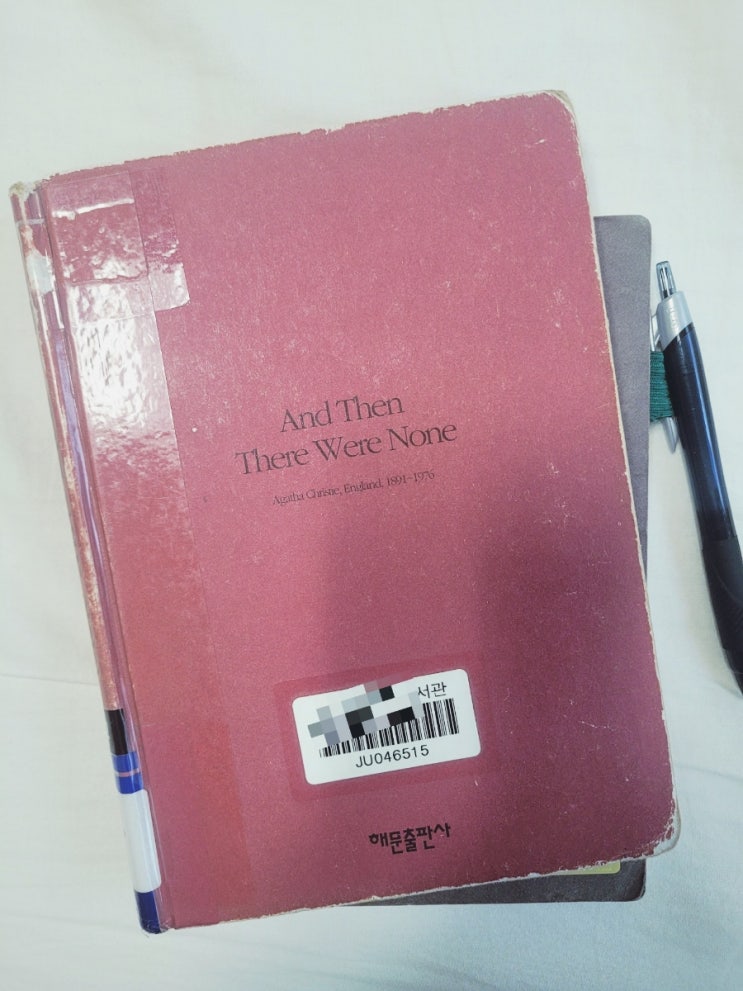 And Then
There Were None
Agatha Christie, England, 1891~1976
서관
JU046515
해문출판사